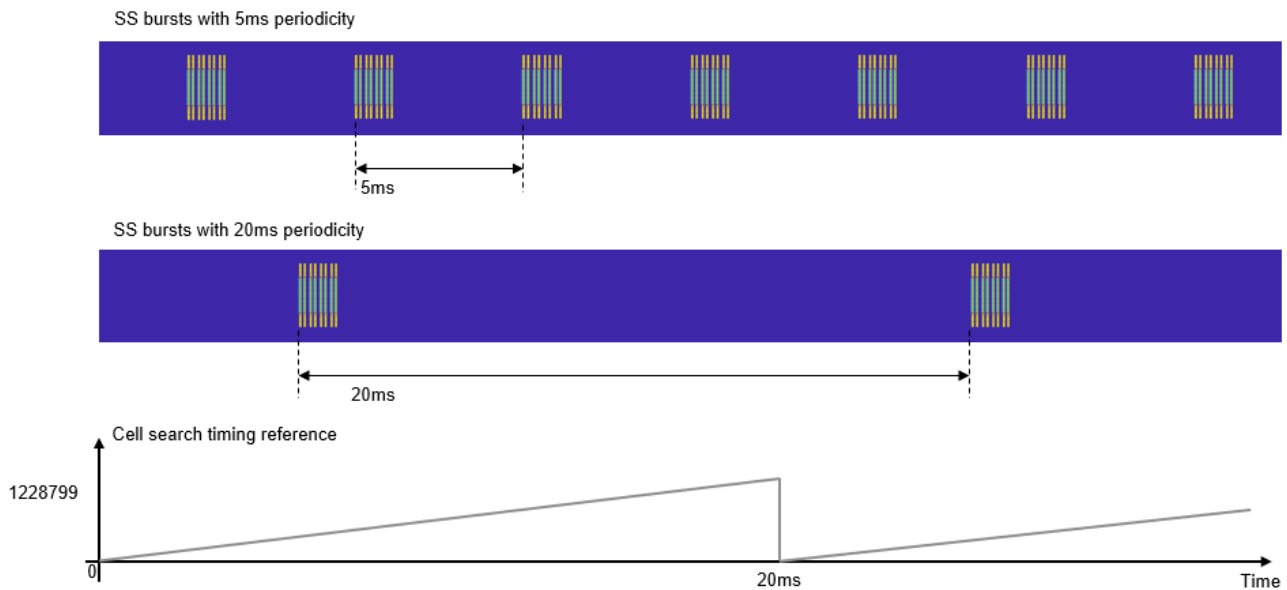 SS bursts with 5ms periodicity
5ms
SS bursts with 20ms periodicity
20ms
Cell search timing reference
1228799
0
20ms
Time